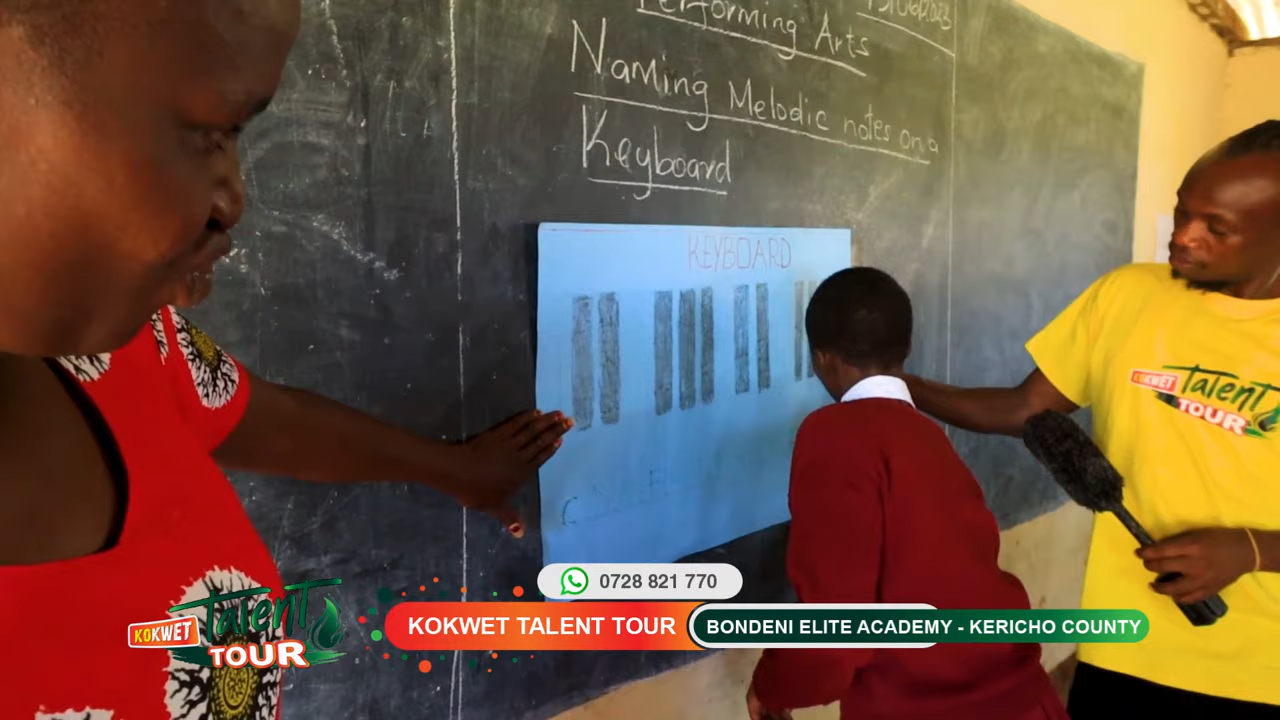 Performing Arts
Naming Melodic notes on a
Keyboard
KEYBOARD
KOKWET Talent
TOUR
0728 821 770
KOKWET Talent
TOUR
KOKWET TALENT TOUR
BONDENI ELITE ACADEMY - KERICHO COUNTY